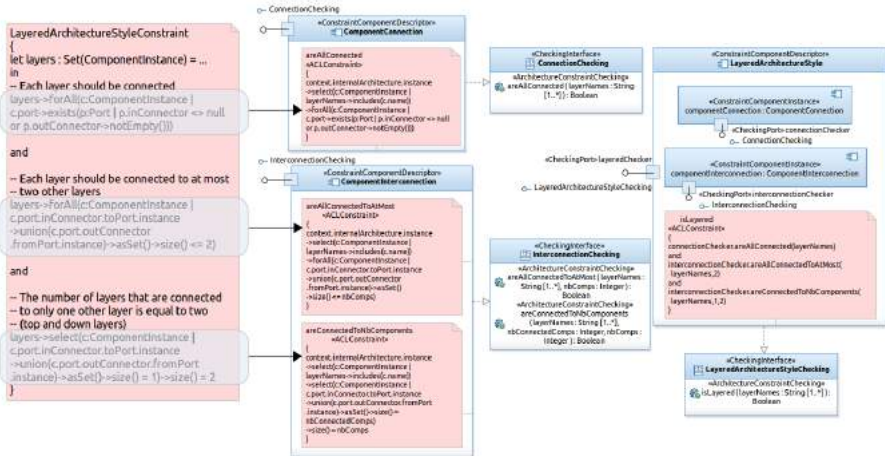 LayeredArchitectureStyleConstraint
{
let layers : Set(ComponentInstance) = ...
in
-- Each layer should be connected
layers->forAll(c:ComponentInstance |
c.port->exists(p:Port | p.inConnector <> null
or p.outConnector->notEmpty()))
and
-- Each layer should be connected to at most
-- two other layers
layers->forAll(c:ComponentInstance |
c.port.inConnector.toPort.instance
->union(c.port.outConnector
.fromPort.instance)->asSet()->size() <= 2)
and
-- The number of layers that are connected
-- to only one other layer is equal to two
-- (top and down layers)
layers->select(c:ComponentInstance |
c.port.inConnector.toPort.instance
->union(c.port.outConnector.fromPort
.instance)->asSet()->size() = 1)->size() = 2
}
ConnectionChecking
«ConstraintComponentDescriptor»
ComponentConnection
areAllConnected
«ACLConstraint»
{
context.internalArchitecture.instance
->select(c:ComponentInstance |
layerNames->includes(c.name))
->forAll(c:ComponentInstance |
c.port->exists(p:Port | p.inConnector <> null
or p.outConnector->notEmpty()))
}
InterconnectionChecking
«ConstraintComponentDescriptor»
ComponentInterconnection
areAllConnectedToAtMost
«ACLConstraint»
{
context.internalArchitecture.instance
->select(c:ComponentInstance |
layerNames->includes(c.name))
->forAll(c:ComponentInstance |
c.port.inConnector.toPort.instance
->union(c.port.outConnector
.fromPort.instance)->asSet()
->size() <= nbComps)
}
areConnectedToNbComponents
«ACLConstraint»
{
context.internalArchitecture.instance
->select(c:ComponentInstance |
layerNames->includes(c.name))
->select(c:ComponentInstance |
c.port.inConnector.toPort.instance
->union(c.port.outConnector.fromPort
.instance)->asSet()->size() =
nbConnectedComps)
->size() = nbComps
}
«CheckingInterface»
ConnectionChecking
«ArchitectureConstraintChecking»
areAllConnected (layerNames : String
[1..*] ) : Boolean
«CheckingInterface»
InterconnectionChecking
«ArchitectureConstraintChecking»
areAllConnectedToAtMost (layerNames :
String [1..*], nbComps : Integer ) :
Boolean
«ArchitectureConstraintChecking»
areConnectedToNbComponents
(layerNames : String [1..*],
nbConnectedComps : Integer, nbComps :
Integer ) : Boolean
«ConstraintComponentDescriptor»
LayeredArchitectureStyle
«ConstraintComponentInstance»
componentConnection : ComponentConnection
«CheckingPort» connectionChecker
ConnectionChecking
«CheckingPort» layeredChecker
LayeredArchitectureStyleChecking
«ConstraintComponentInstance»
componentInterconnection : ComponentInterconnection
«CheckingPort» interconnectionChecker
InterconnectionChecking
isLayered
«ACLConstraint»
{
connectionChecker.areAllConnected(layerNames)
and
interconnectionChecker.areAllConnectedToAtMost(
layerNames,2)
and
interconnectionChecker.areConnectedToNbComponents(
layerNames,1,2)
}
«CheckingInterface»
LayeredArchitectureStyleChecking
«ArchitectureConstraintChecking»
isLayered (layerNames : String [1..*] ) :
Boolean